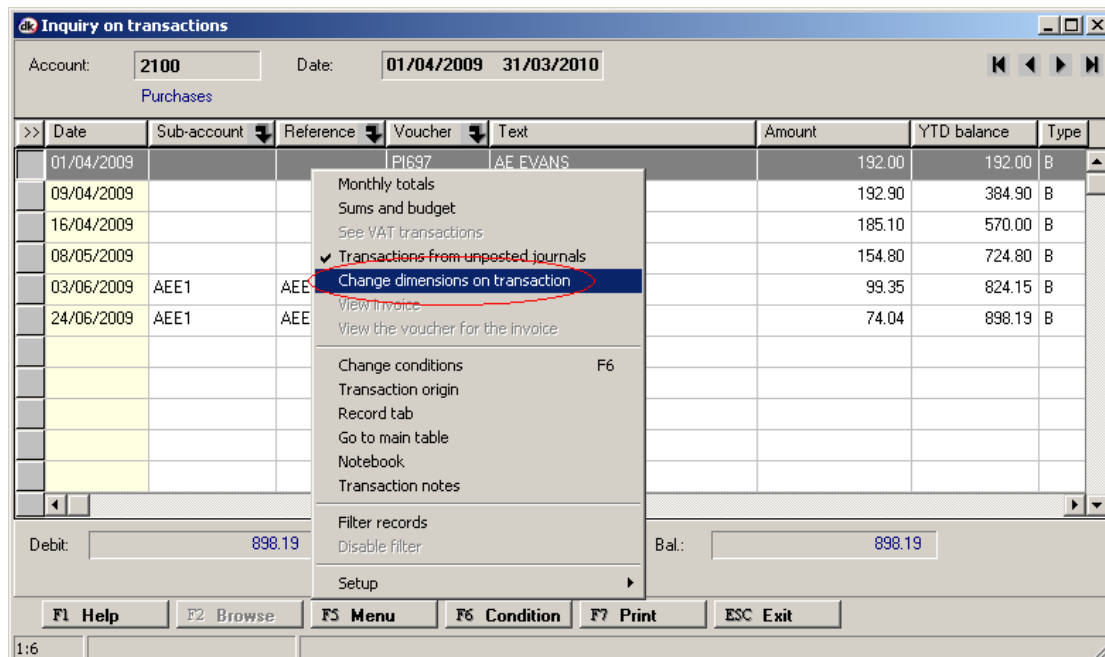 dk Inquiry on transactions
Account: 2100 Date: 01/04/2009 31/03/2010
Purchases
>> Date Sub-account Reference Voucher Text Amount YTD balance Type
01/04/2009 PI697 AE EVANS 192.00 192.00 B
09/04/2009 192.90 384.90 B
16/04/2009 185.10 570.00 B
08/05/2009 154.80 724.80 B
03/06/2009 AEE1 AEE 99.35 824.15 B
24/06/2009 AEE1 AEE 74.04 898.19 B
Monthly totals
Sums and budget
See VAT transactions
Transactions from unposted journals
Change dimensions on transaction
View invoice
View the voucher for the invoice
Change conditions F6
Transaction origin
Record tab
Go to main table
Notebook
Transaction notes
Filter records
Disable filter
Setup
Debit: 898.19 Bal.: 898.19
F1 Help F2 Browse F5 Menu F6 Condition F7 Print ESC Exit
1:6